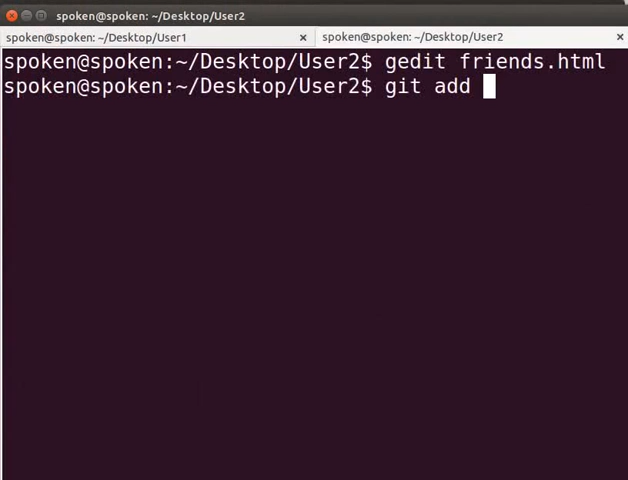 spoken@spoken: ~/Desktop/User2
spoken@spoken: ~/Desktop/User1 × spoken@spoken: ~/Desktop/User2 ×
spoken@spoken:~/Desktop/User2$ gedit friends.html
spoken@spoken:~/Desktop/User2$ git add